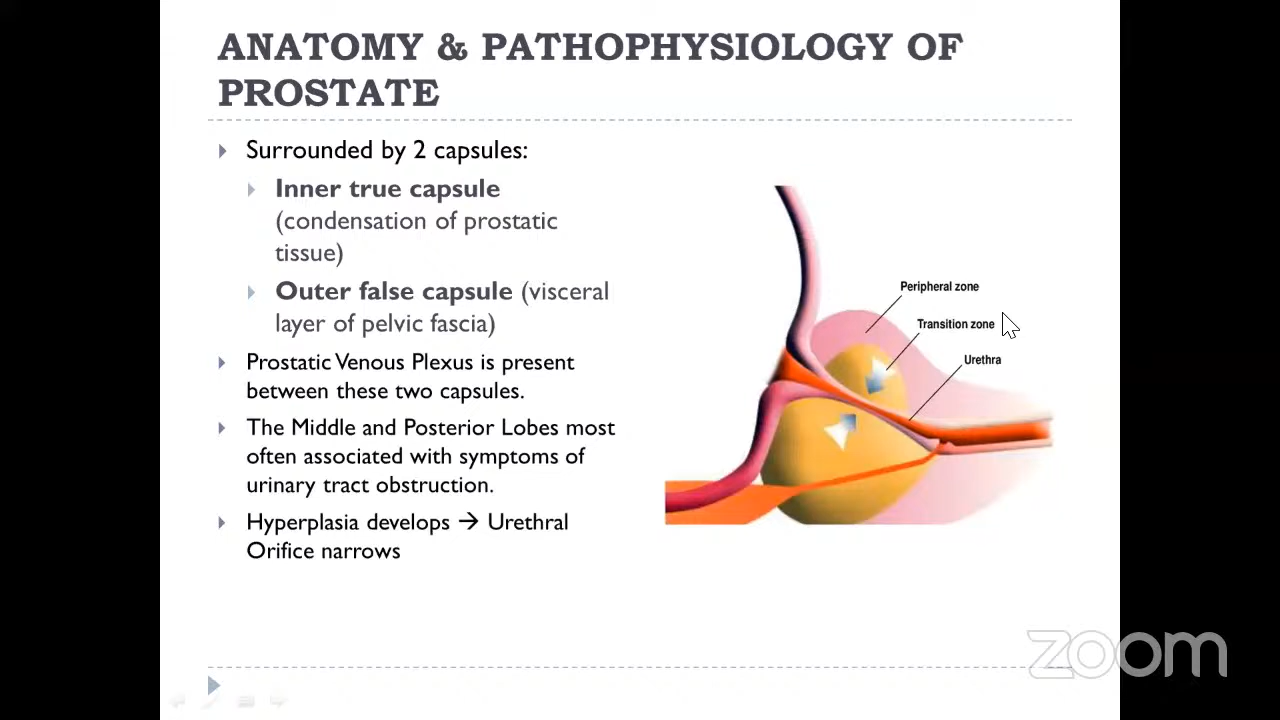 ANATOMY & PATHOPHYSIOLOGY OF
PROSTATE
Surrounded by 2 capsules:
Inner true capsule
(condensation of prostatic
tissue)
Outer false capsule (visceral
layer of pelvic fascia)
Prostatic Venous Plexus is present
between these two capsules.
The Middle and Posterior Lobes most
often associated with symptoms of
urinary tract obstruction.
Hyperplasia develops → Urethral
Orifice narrows
Peripheral zone
Transition zone
Urethra
zoom